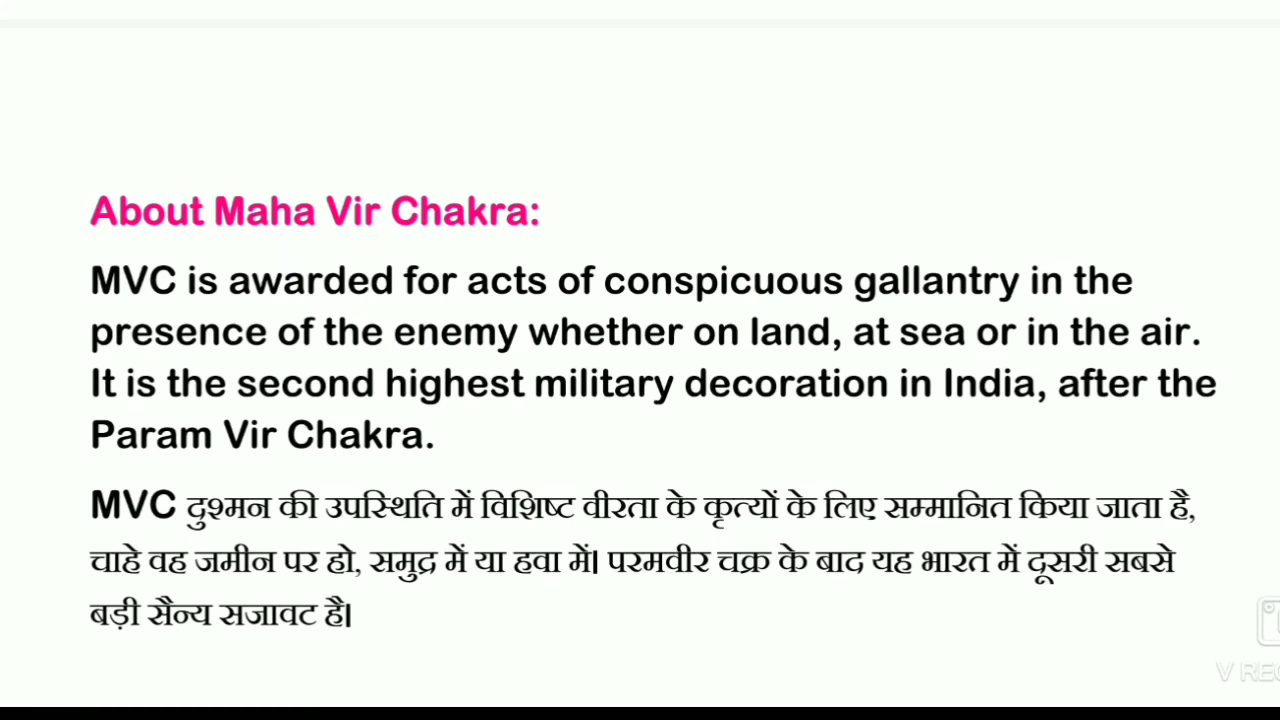 About Maha Vir Chakra:
MVC is awarded for acts of conspicuous gallantry in the
presence of the enemy whether on land, at sea or in the air.
It is the second highest military decoration in India, after the
Param Vir Chakra.
MVC दुश्मन की उपस्थिति में विशिष्ट वीरता के कृत्यों के लिए सम्मानित किया जाता है,
चाहे वह जमीन पर हो, समुद्र में या हवा में। परमवीर चक्र के बाद यह भारत में दूसरी सबसे
बड़ी सैन्य सजावट है।
V REC